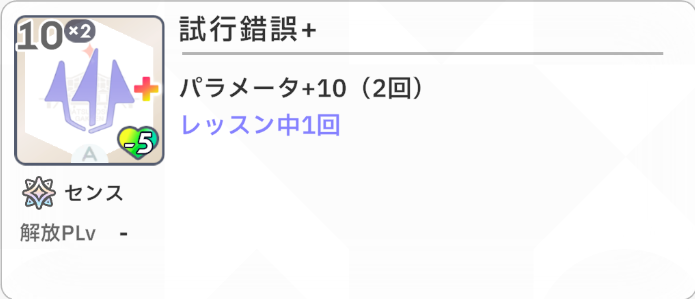 10×2
試行錯誤+
パラメータ+10（2回）
レッスン中1回
-5
A
センス
解放PLv -